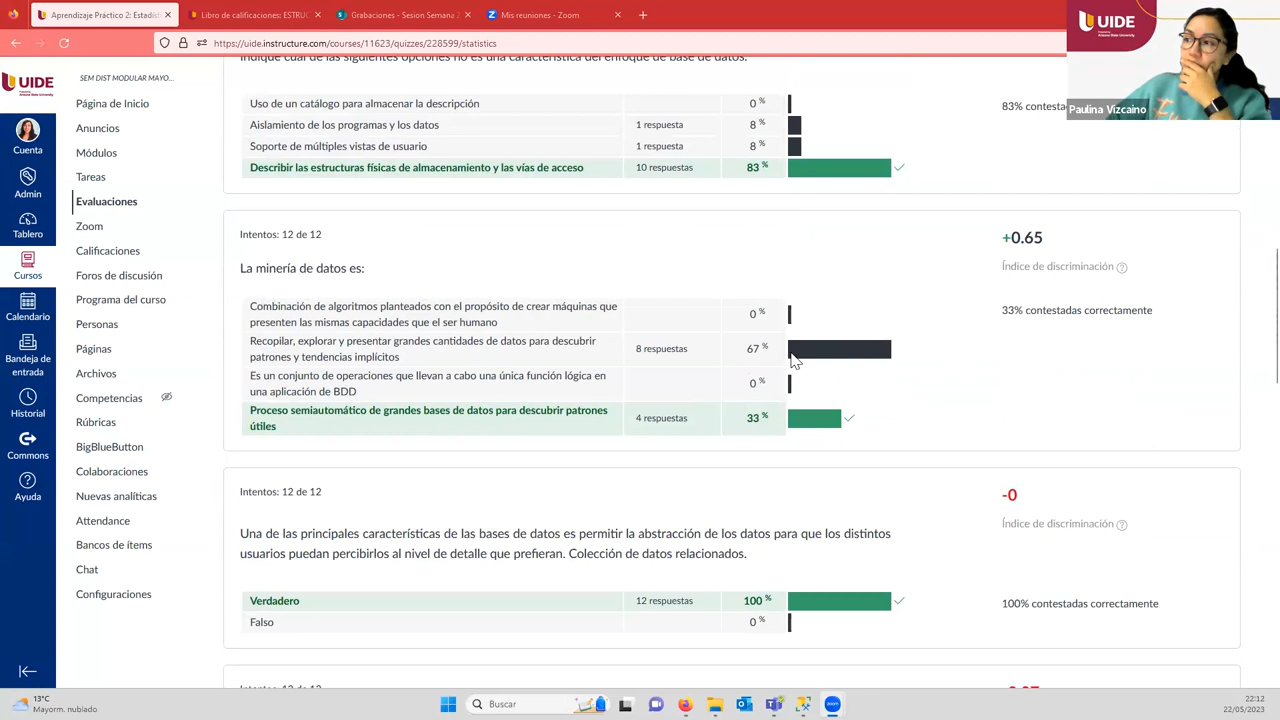 Aprendizaje Práctico 2: Estadíst
Libro de calificaciones: ESTRUC
Grabaciones - Sesion Semana 2
Mis reuniones - Zoom
https://uide.instructure.com/courses/11623/quizzes/228599/statistics
UIDE
Powered by
Arizona State University
Paulina Vizcaino
UIDE
Cuenta
Admin
Tablero
Cursos
Calendario
Bandeja de
entrada
Historial
Commons
Ayuda
SEM DIST MODULAR MAYO...
Página de Inicio
Anuncios
Módulos
Tareas
Evaluaciones
Zoom
Calificaciones
Foros de discusión
Programa del curso
Personas
Páginas
Archivos
Competencias
Rúbricas
BigBlueButton
Colaboraciones
Nuevas analíticas
Attendance
Bancos de ítems
Chat
Configuraciones
Indique cuál de las siguientes opciones no es una característica del enfoque de base de datos.
Uso de un catálogo para almacenar la descripción 0 %
Aislamiento de los programas y los datos 1 respuesta 8 %
Soporte de múltiples vistas de usuario 1 respuesta 8 %
Describir las estructuras físicas de almacenamiento y las vías de acceso 10 respuestas 83 %
83% contestadas
Intentos: 12 de 12
La minería de datos es:
Combinación de algoritmos planteados con el propósito de crear máquinas que
presenten las mismas capacidades que el ser humano 0 %
Recopilar, explorar y presentar grandes cantidades de datos para descubrir
patrones y tendencias implícitos 8 respuestas 67 %
Es un conjunto de operaciones que llevan a cabo una única función lógica en
una aplicación de BDD 0 %
Proceso semiautomático de grandes bases de datos para descubrir patrones
útiles 4 respuestas 33 %
+0.65
Índice de discriminación ?
33% contestadas correctamente
Intentos: 12 de 12
Una de las principales características de las bases de datos es permitir la abstracción de los datos para que los distintos
usuarios puedan percibirlos al nivel de detalle que prefieran. Colección de datos relacionados.
Verdadero 12 respuestas 100 %
Falso 0 %
-0
Índice de discriminación ?
100% contestadas correctamente
Intentos: 12 de 12
13°C
Mayorm. nublado
Buscar
zoom
22:12
22/05/2023